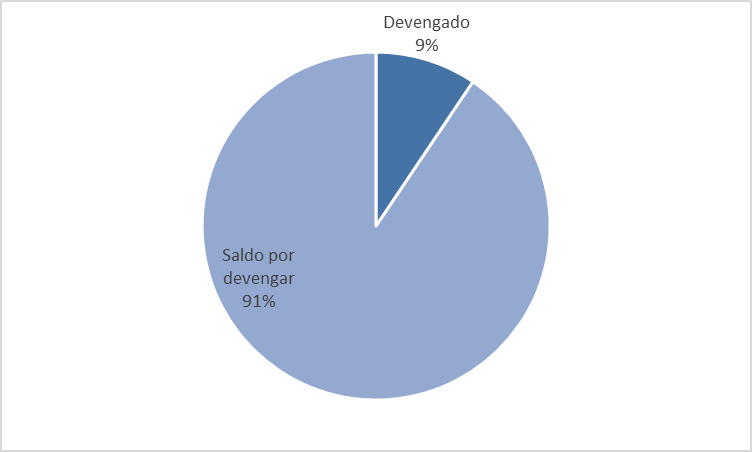 Devengado
9%
Saldo por
devengar
91%